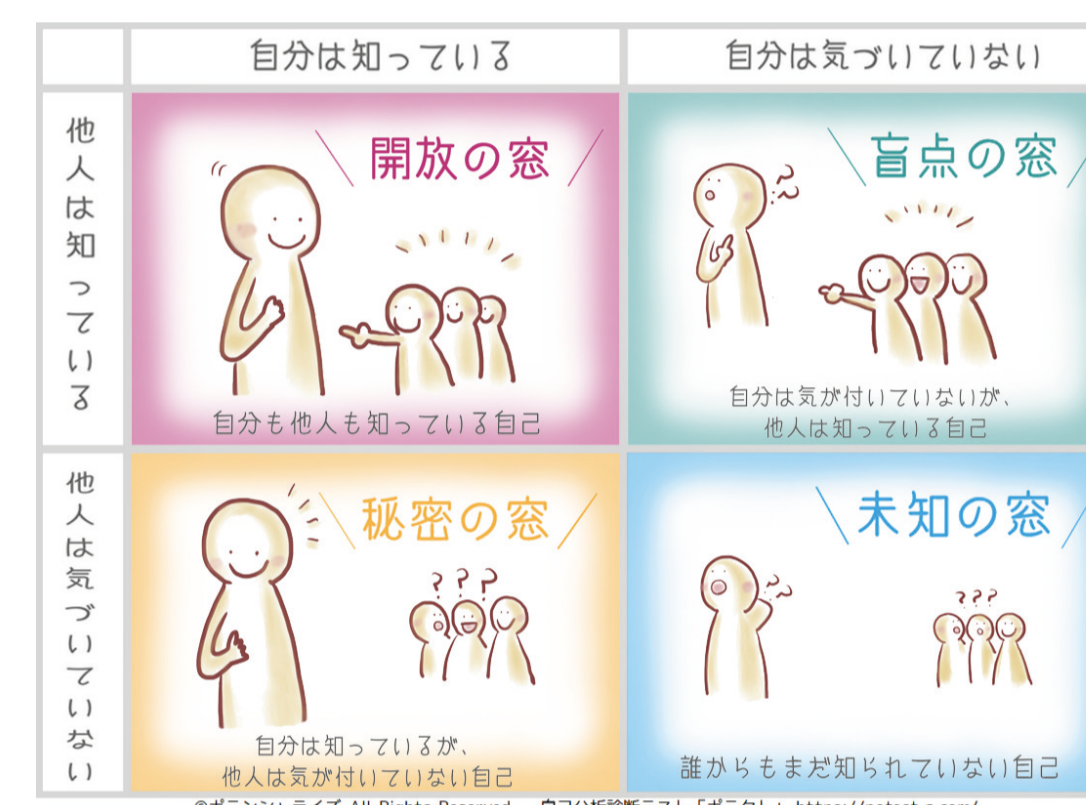 自分は知っている
自分は気づいていない
他人は知っている
開放の窓
自分も他人も知っている自己
盲点の窓
自分は気が付いていないが、
他人は知っている自己
他人は気づいていない
秘密の窓
自分は知っているが、
他人は気が付いていない自己
未知の窓
誰からもまだ知られていない自己
All Rights Reserved